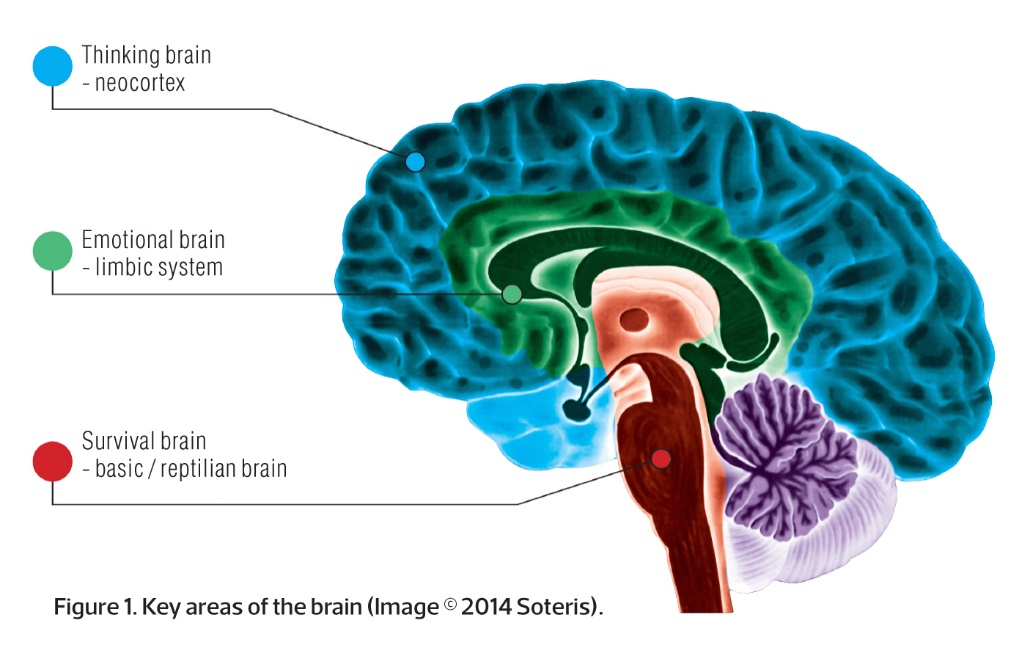 Thinking brain
- neocortex
Emotional brain
- limbic system
Survival brain
- basic / reptilian brain
Figure 1. Key areas of the brain (Image © 2014 Soteris).